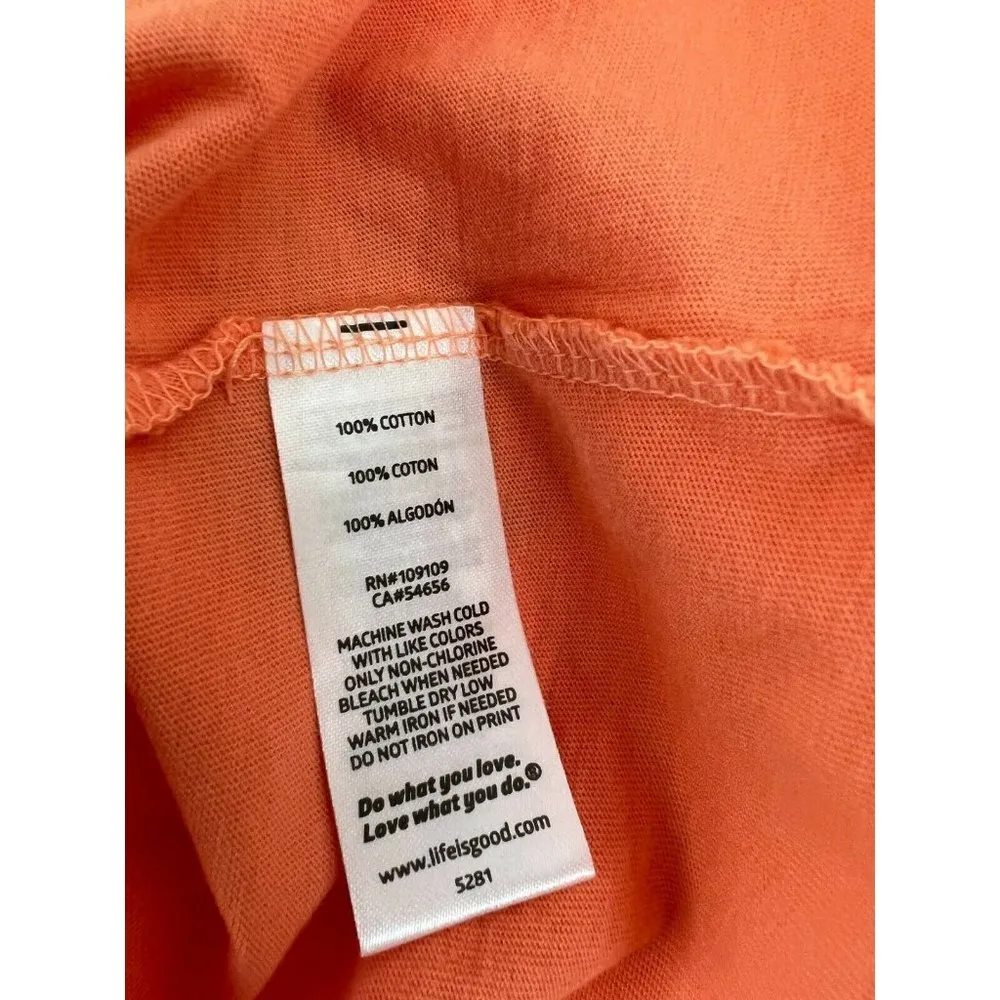 100% COTTON
100% COTON
100% ALGODÓN
RN#109109
CA#54656
MACHINE WASH COLD
WITH LIKE COLORS
ONLY NON-CHLORINE
BLEACH WHEN NEEDED
TUMBLE DRY LOW
WARM IRON IF NEEDED
DO NOT IRON ON PRINT
Do what you love.
Love what you do.®
www.lifeisgood.com
5281